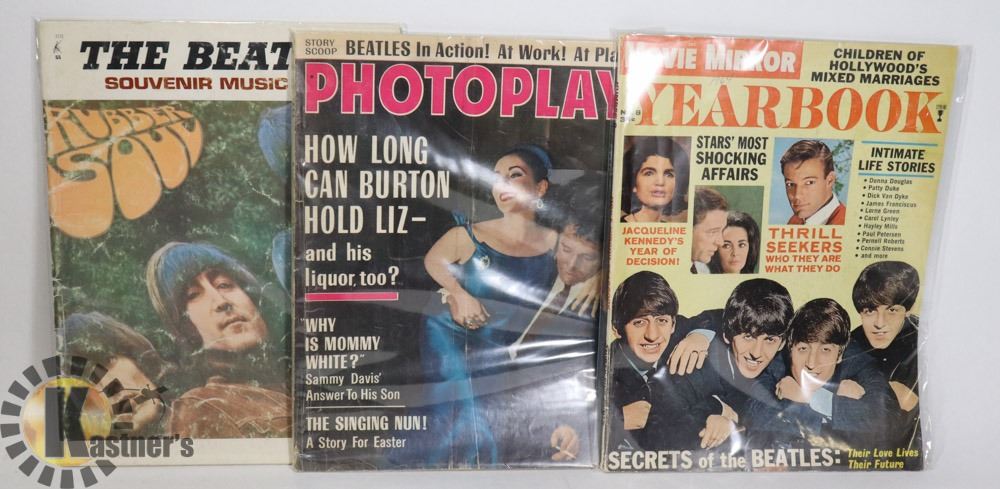 THE BEAT
SOUVENIR MUSIC
RUBBER
SOUL
STORY
SCOOP
BEATLES In Action! At Work! At Pla
PHOTOPLAY
HOW LONG
CAN BURTON
HOLD LIZ—
and his
liquor, too?
"WHY
IS MOMMY
WHITE?"
Sammy Davis'
Answer To His Son
THE SINGING NUN!
A Story For Easter
MOVIE MIRROR
YEARBOOK
CHILDREN OF
HOLLYWOOD'S
MIXED MARRIAGES
STARS' MOST
SHOCKING
AFFAIRS
JACQUELINE
KENNEDY'S
YEAR OF
DECISION!
THRILL
SEEKERS
WHO THEY ARE
WHAT THEY DO
INTIMATE
LIFE STORIES
• Donna Douglas
• Patty Duke
• Dick Van Dyke
• James Franciscus
• Lorne Green
• Carol Lynley
• Hayley Mills
• Paul Petersen
• Pernell Roberts
• Connie Stevens
and more
SECRETS of the BEATLES:
Their Love Lives
Their Future
Kastner's